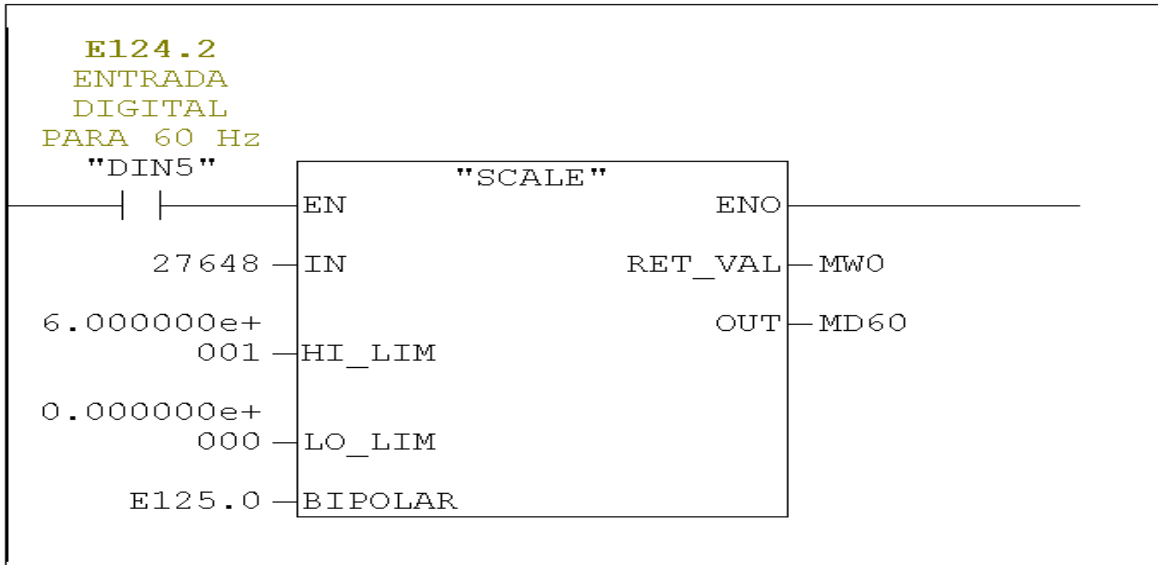 E124.2
ENTRADA
DIGITAL
PARA 60 Hz
"DIN5"
"SCALE"
EN ENO
27648 IN RET_VAL MW0
6.000000e+
001 HI_LIM
OUT MD60
0.000000e+
000 LO_LIM
E125.0 BIPOLAR